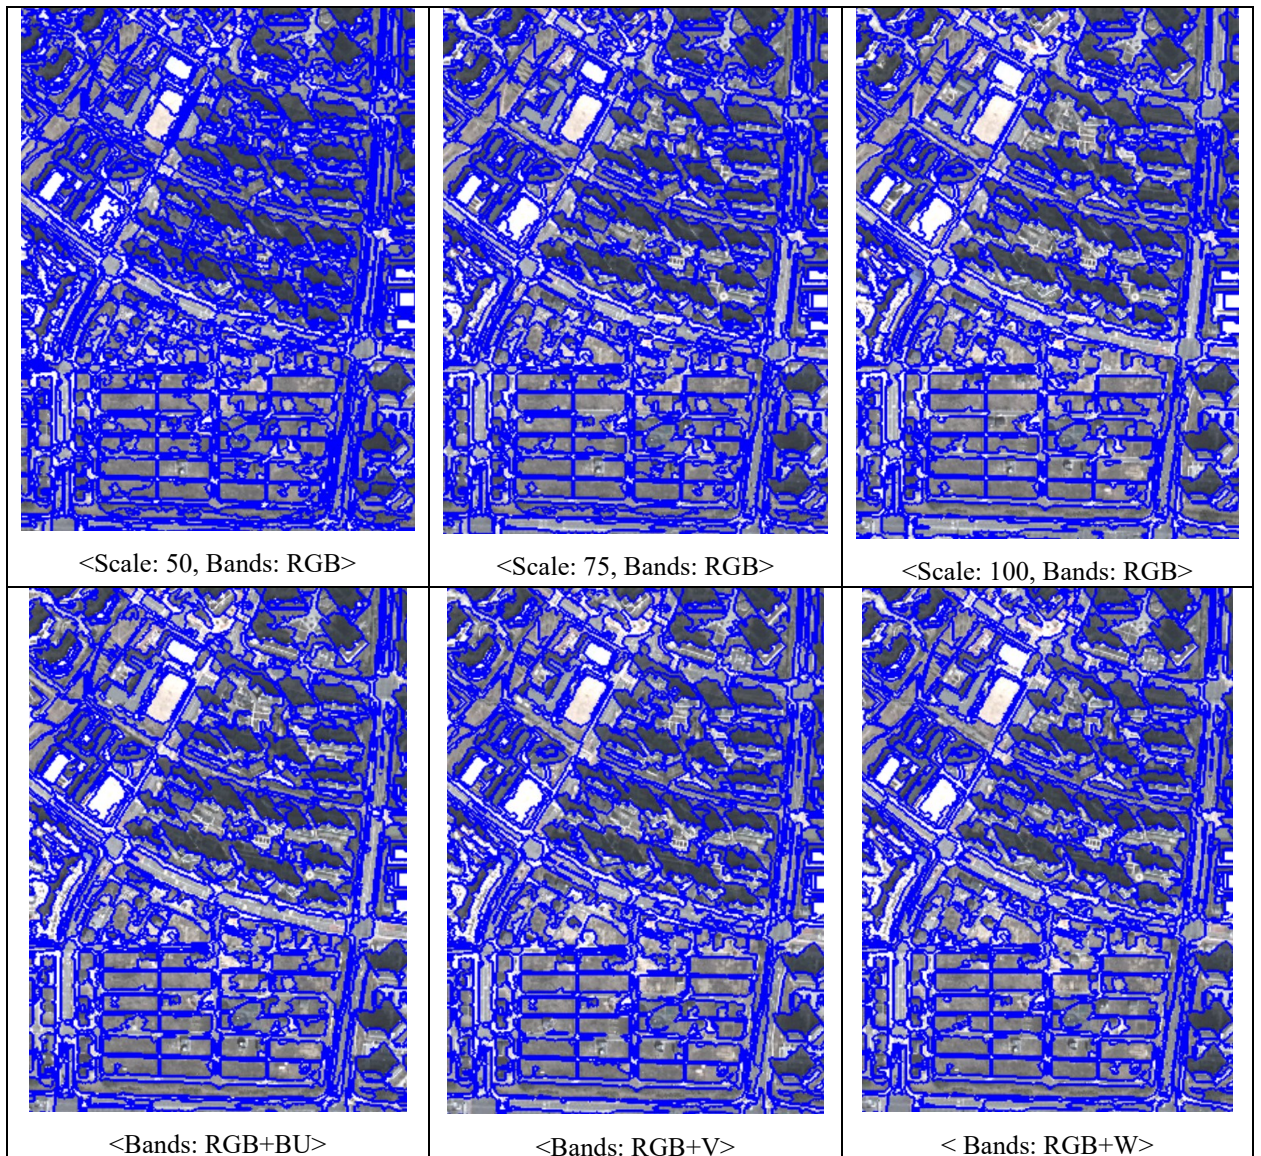 <Scale: 50, Bands: RGB>
<Scale: 75, Bands: RGB>
<Scale: 100, Bands: RGB>
<Bands: RGB+BU>
<Bands: RGB+V>
< Bands: RGB+W>